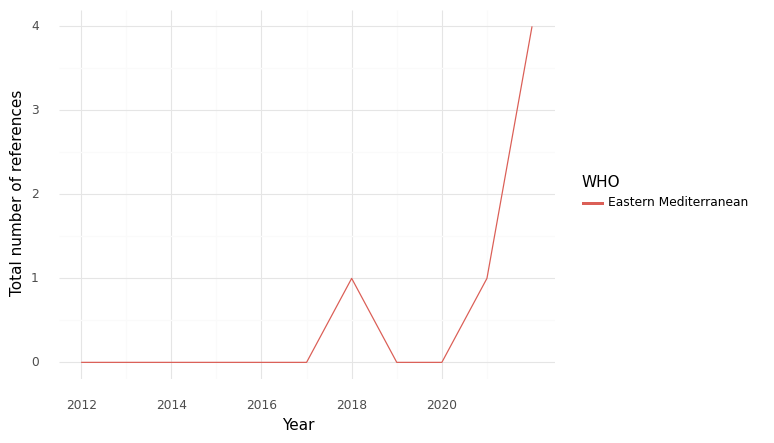 4
3
2
1
0
Total number of references
2012 2014 2016 2018 2020
Year
WHO
Eastern Mediterranean